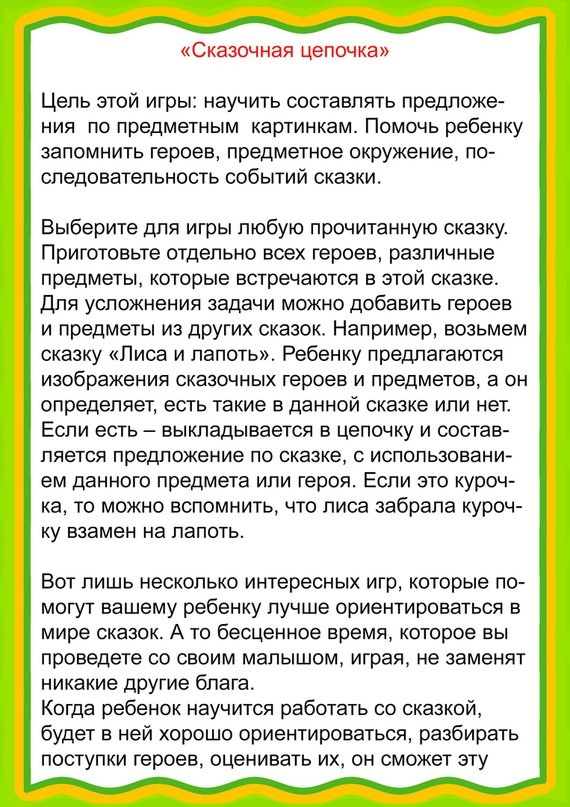 «Сказочная цепочка»
Цель этой игры: научить составлять предложе-
ния по предметным картинкам. Помочь ребенку
запомнить героев, предметное окружение, по-
следовательность событий сказки.
Выберите для игры любую прочитанную сказку.
Приготовьте отдельно всех героев, различные
предметы, которые встречаются в этой сказке.
Для усложнения задачи можно добавить героев
и предметы из других сказок. Например, возьмем
сказку «Лиса и лапоть». Ребенку предлагаются
изображения сказочных героев и предметов, а он
определяет, есть такие в данной сказке или нет.
Если есть – выкладывается в цепочку и состав-
ляется предложение по сказке, с использовани-
ем данного предмета или героя. Если это куроч-
ка, то можно вспомнить, что лиса забрала куроч-
ку взамен на лапоть.
Вот лишь несколько интересных игр, которые по-
могут вашему ребенку лучше ориентироваться в
мире сказок. А то бесценное время, которое вы
проведете со своим малышом, играя, не заменят
никакие другие блага.
Когда ребенок научится работать со сказкой,
будет в ней хорошо ориентироваться, разбирать
поступки героев, оценивать их, он сможет эту